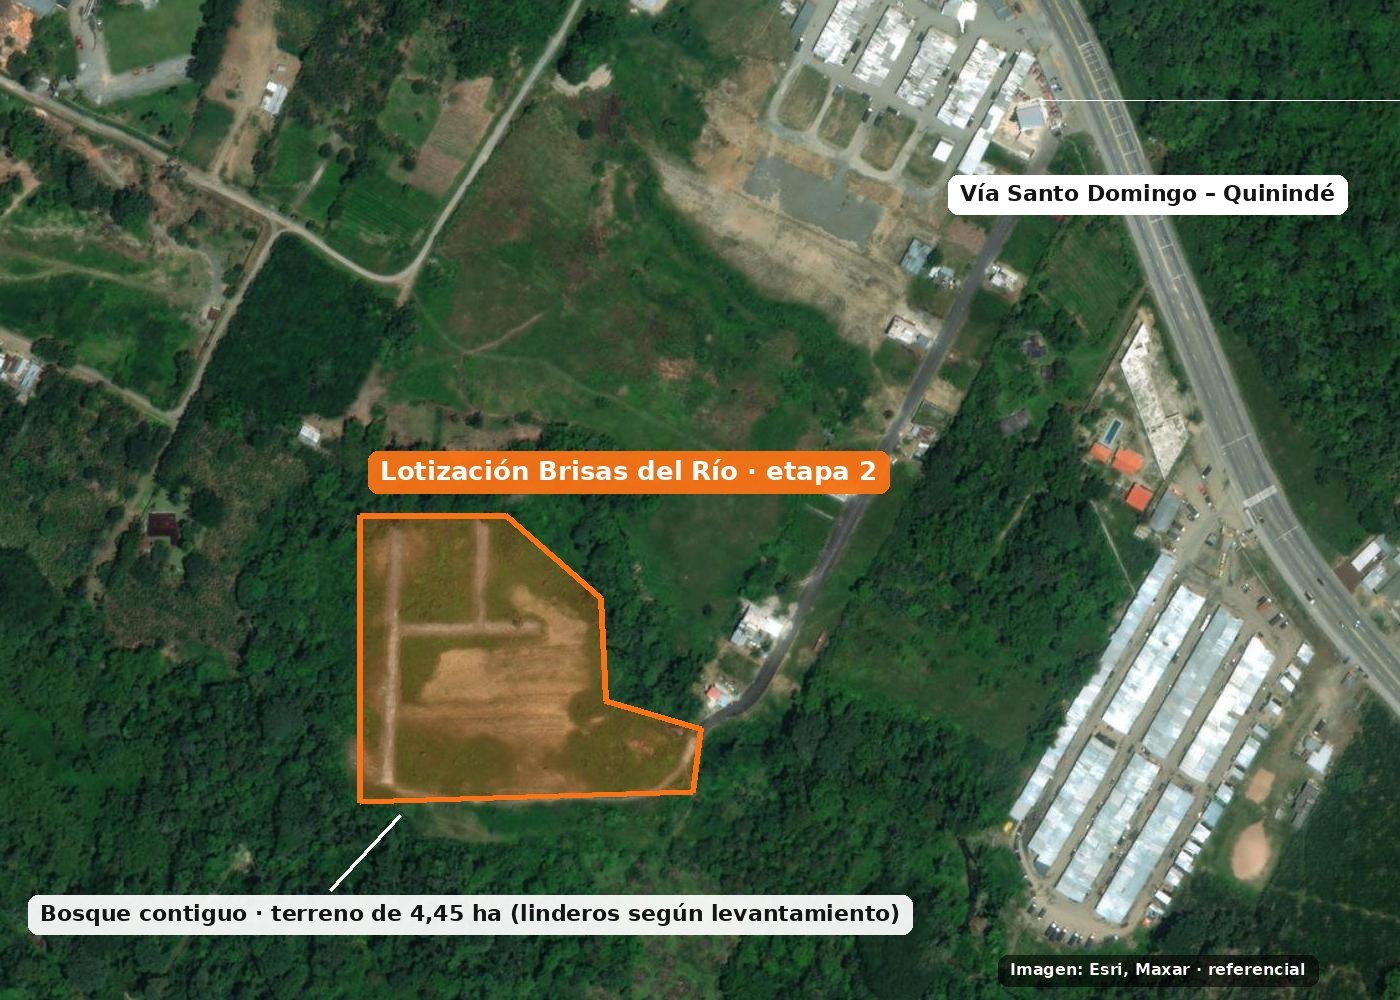 Vía Santo Domingo – Quinindé
Lotización Brisas del Río · etapa 2
Bosque contiguo · terreno de 4,45 ha (linderos según levantamiento)
Imagen: Esri, Maxar · referencial